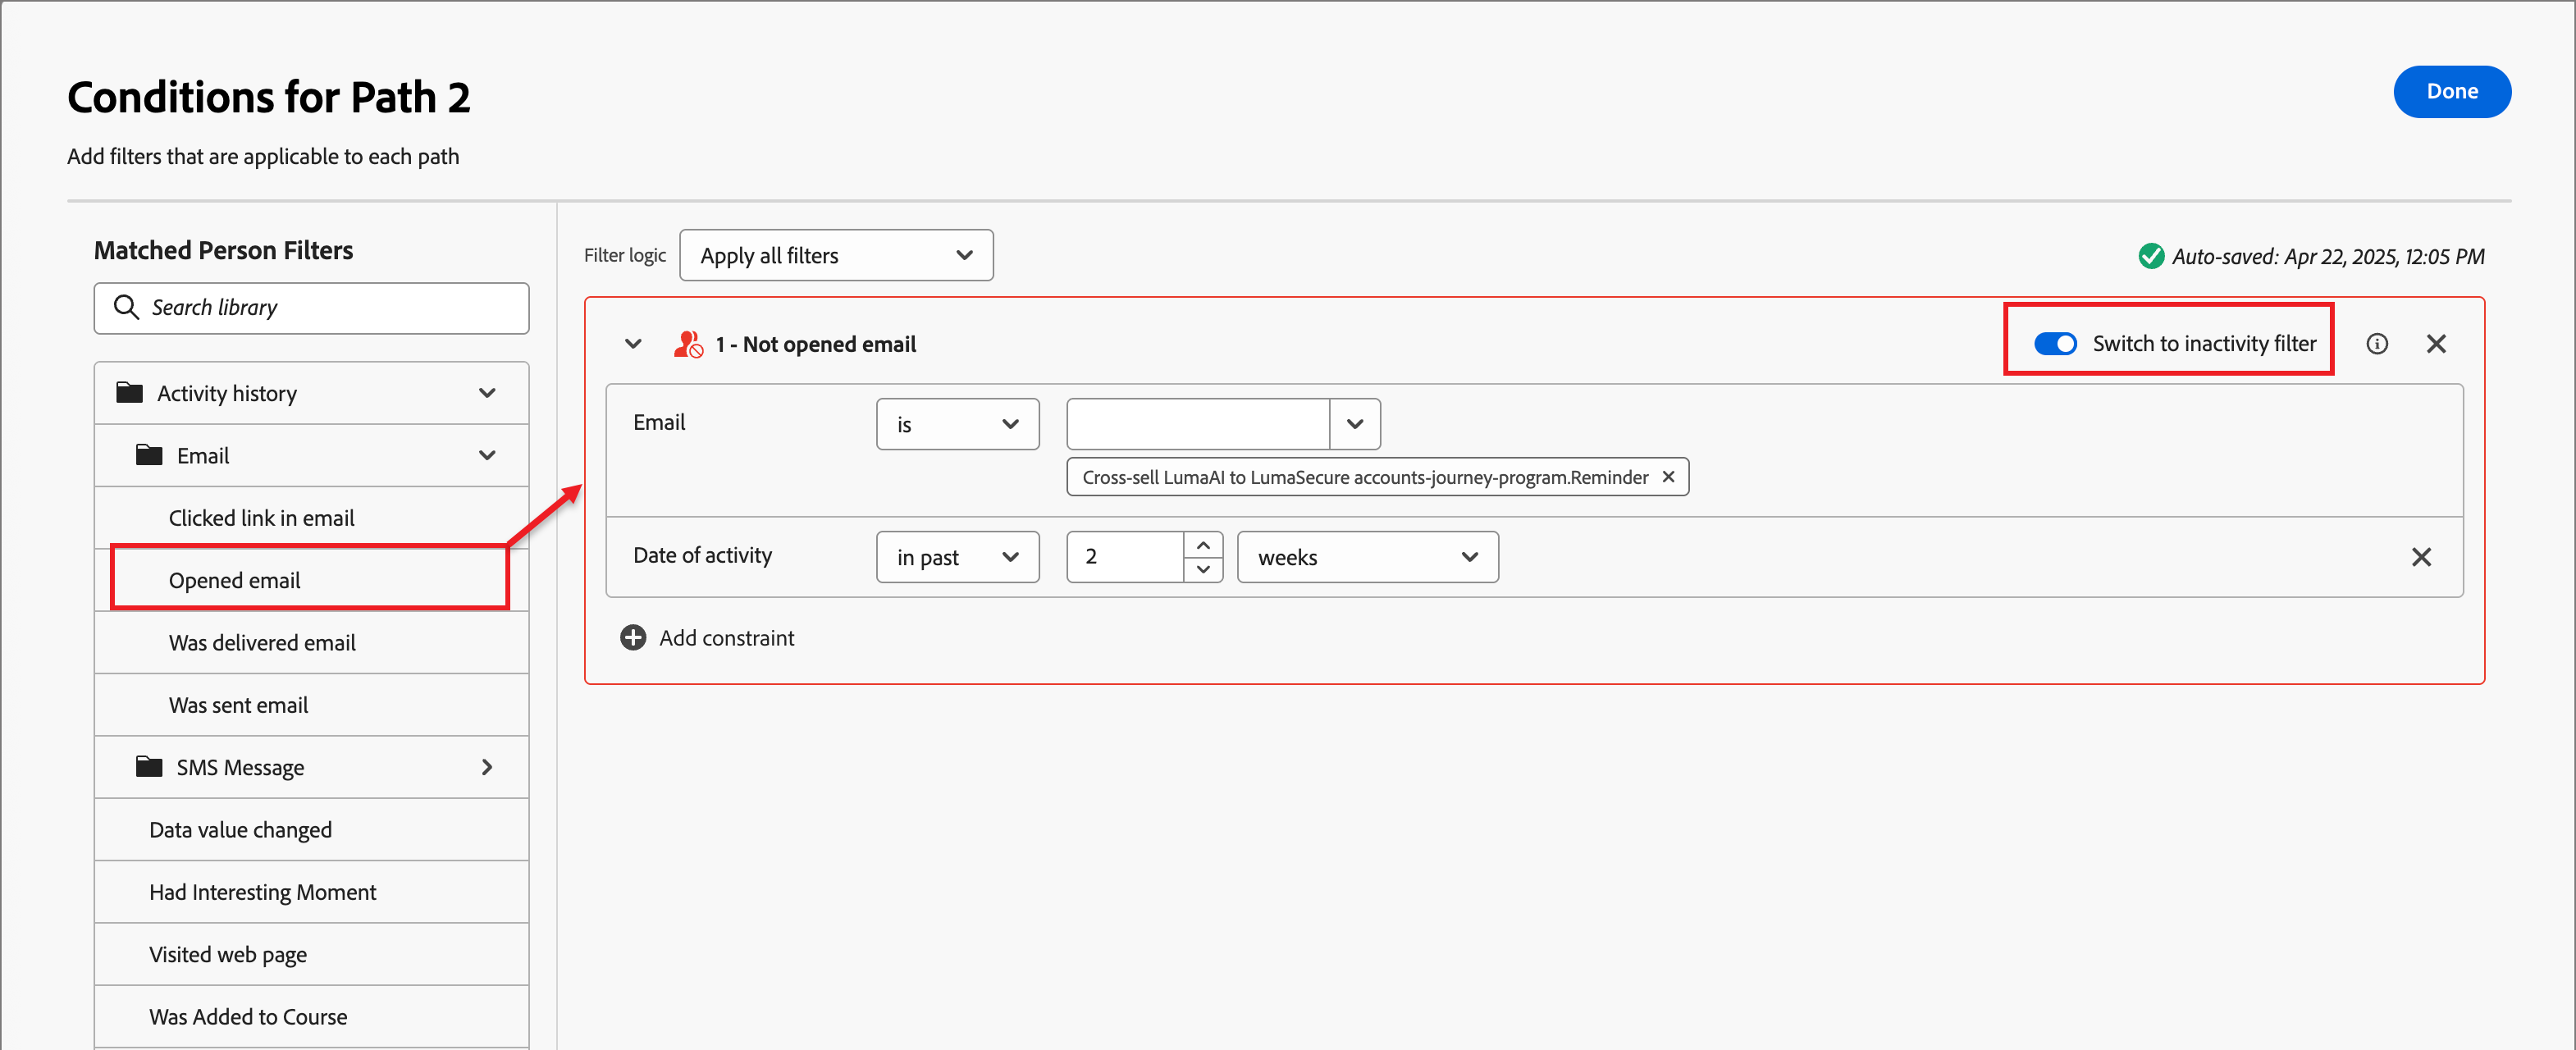 Conditions for Path 2
Done
Add filters that are applicable to each path
Matched Person Filters
Search library
Activity history
Email
Clicked link in email
Opened email
Was delivered email
Was sent email
SMS Message
Data value changed
Had Interesting Moment
Visited web page
Was Added to Course
Filter logic
Apply all filters
Auto-saved: Apr 22, 2025, 12:05 PM
1 - Not opened email
Switch to inactivity filter
Email
is
Cross-sell LumaAI to LumaSecure accounts-journey-program.Reminder
Date of activity
in past
2
weeks
Add constraint